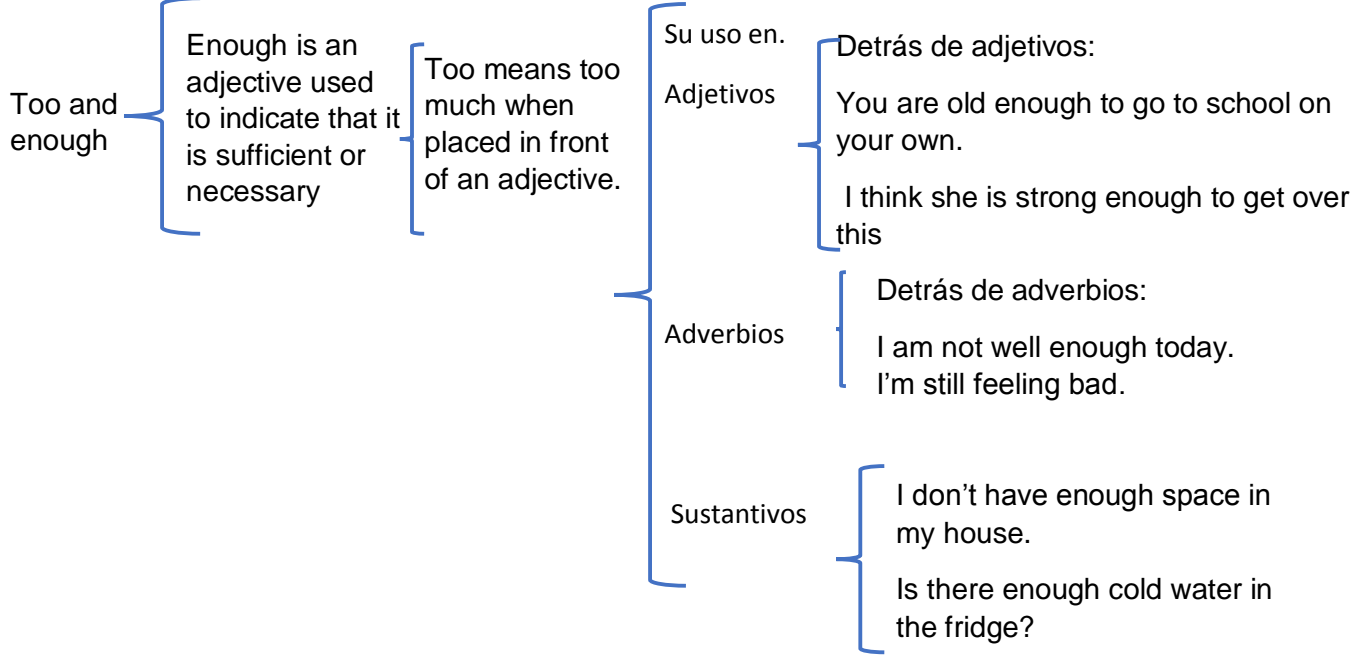 Too and
enough
Enough is an
adjective used
to indicate that it
is sufficient or
necessary
Too means too
much when
placed in front
of an adjective.
Su uso en.
Adjetivos
Detrás de adjetivos:
You are old enough to go to school on
your own.
I think she is strong enough to get over
this
Adverbios
Detrás de adverbios:
I am not well enough today.
I’m still feeling bad.
Sustantivos
I don’t have enough space in
my house.
Is there enough cold water in
the fridge?